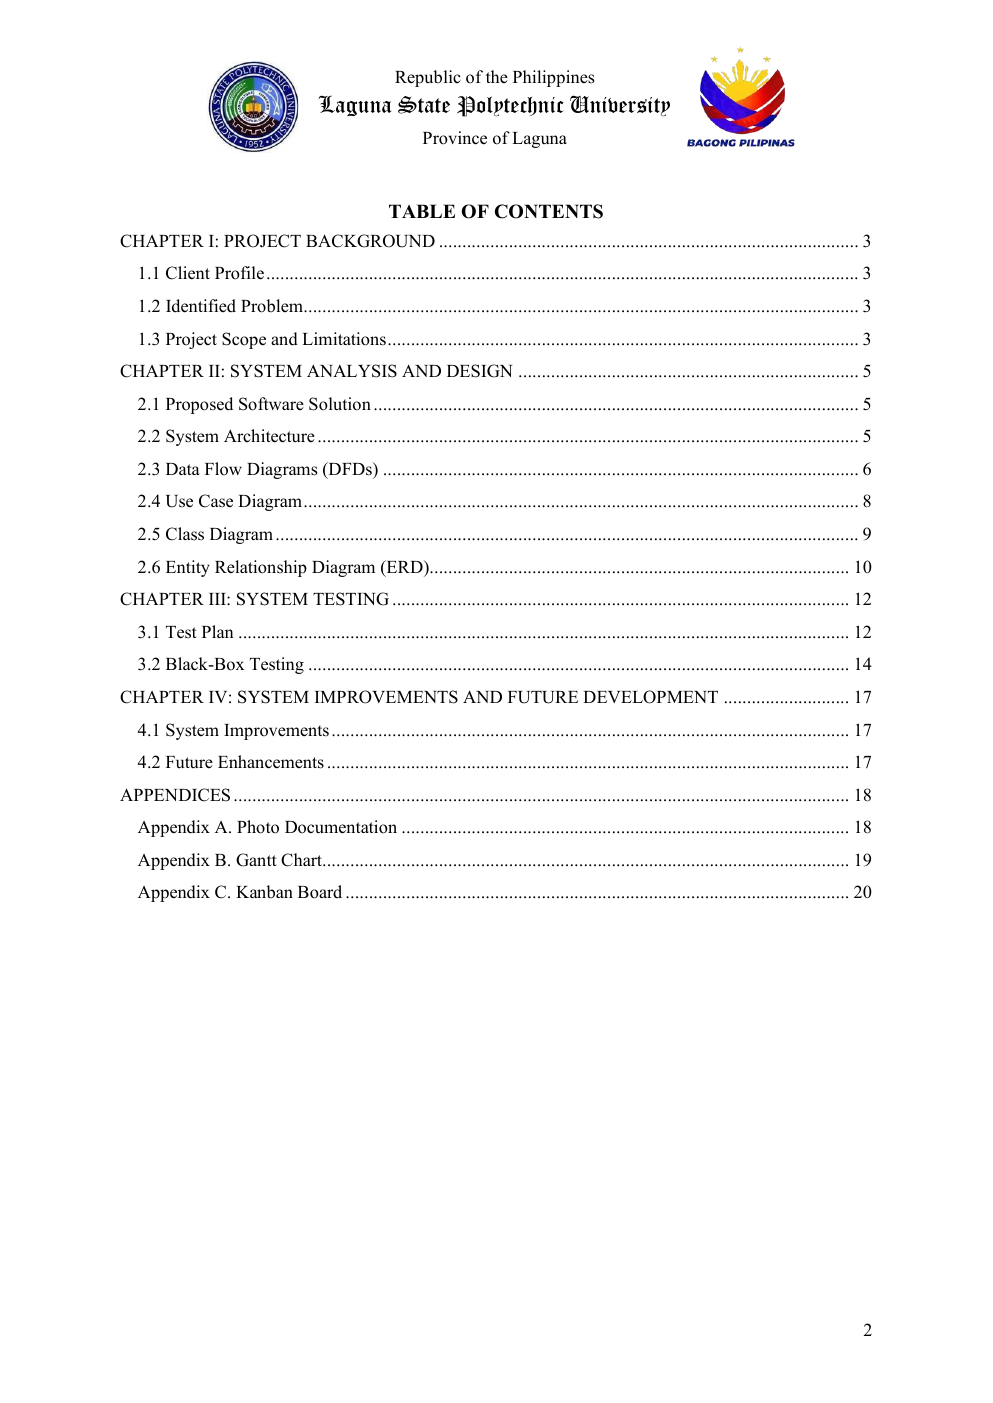 Republic of the Philippines
Laguna State Polytechnic University
Province of Laguna
LAGUNA STATE POLYTECHNIC UNIVERSITY
1952
BAGONG PILIPINAS
TABLE OF CONTENTS
CHAPTER I: PROJECT BACKGROUND ........................................................................................... 3
1.1 Client Profile ................................................................................................................................ 3
1.2 Identified Problem........................................................................................................................ 3
1.3 Project Scope and Limitations...................................................................................................... 3
CHAPTER II: SYSTEM ANALYSIS AND DESIGN .......................................................................... 5
2.1 Proposed Software Solution ......................................................................................................... 5
2.2 System Architecture ..................................................................................................................... 5
2.3 Data Flow Diagrams (DFDs) ....................................................................................................... 6
2.4 Use Case Diagram........................................................................................................................ 8
2.5 Class Diagram .............................................................................................................................. 9
2.6 Entity Relationship Diagram (ERD)........................................................................................... 10
CHAPTER III: SYSTEM TESTING ................................................................................................... 12
3.1 Test Plan .................................................................................................................................... 12
3.2 Black-Box Testing ..................................................................................................................... 14
CHAPTER IV: SYSTEM IMPROVEMENTS AND FUTURE DEVELOPMENT ........................... 17
4.1 System Improvements ................................................................................................................ 17
4.2 Future Enhancements ................................................................................................................. 17
APPENDICES ..................................................................................................................................... 18
Appendix A. Photo Documentation ................................................................................................. 18
Appendix B. Gantt Chart.................................................................................................................. 19
Appendix C. Kanban Board ............................................................................................................. 20
2